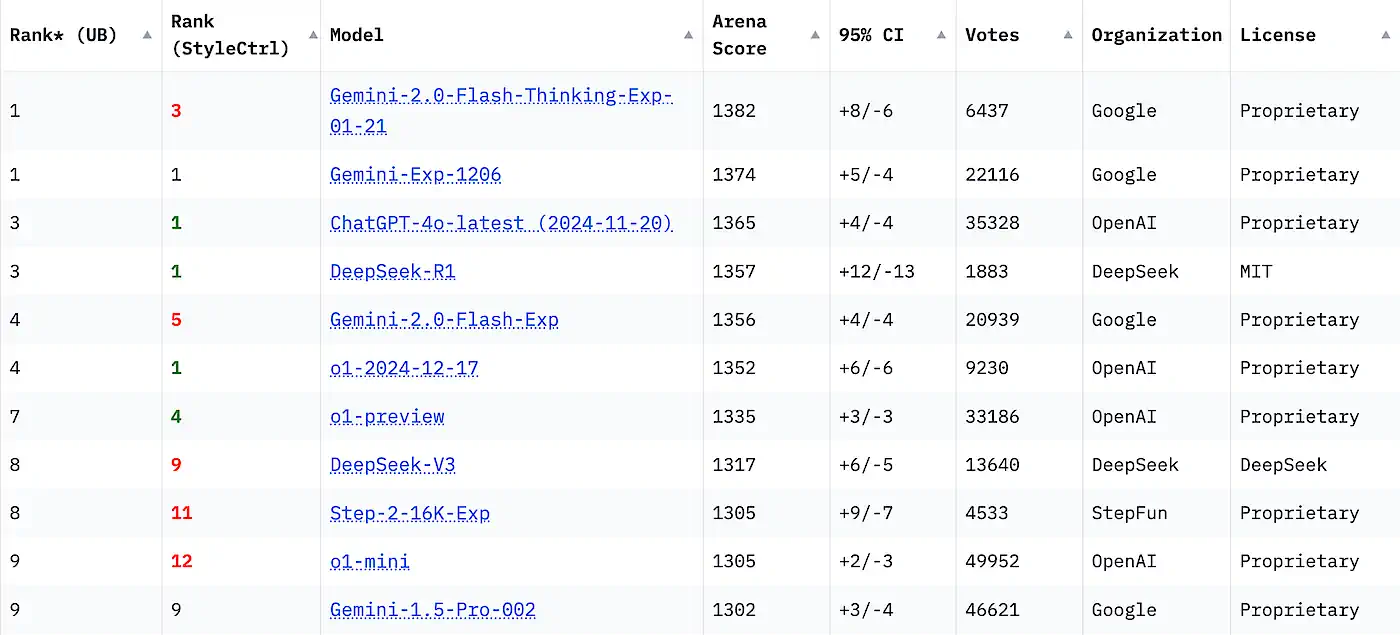 Rank* (UB) ▲ Rank (StyleCtrl) ▲ Model ▲ Arena Score ▲ 95% CI ▲ Votes ▲ Organization License ▲
1 3 Gemini-2.0-Flash-Thinking-Exp-01-21 1382 +8/-6 6437 Google Proprietary
1 1 Gemini-Exp-1206 1374 +5/-4 22116 Google Proprietary
3 1 ChatGPT-4o-latest (2024-11-20) 1365 +4/-4 35328 OpenAI Proprietary
3 1 DeepSeek-R1 1357 +12/-13 1883 DeepSeek MIT
4 5 Gemini-2.0-Flash-Exp 1356 +4/-4 20939 Google Proprietary
4 1 o1-2024-12-17 1352 +6/-6 9230 OpenAI Proprietary
7 4 o1-preview 1335 +3/-3 33186 OpenAI Proprietary
8 9 DeepSeek-V3 1317 +6/-5 13640 DeepSeek DeepSeek
8 11 Step-2-16K-Exp 1305 +9/-7 4533 StepFun Proprietary
9 12 o1-mini 1305 +2/-3 49952 OpenAI Proprietary
9 9 Gemini-1.5-Pro-002 1302 +3/-4 46621 Google Proprietary